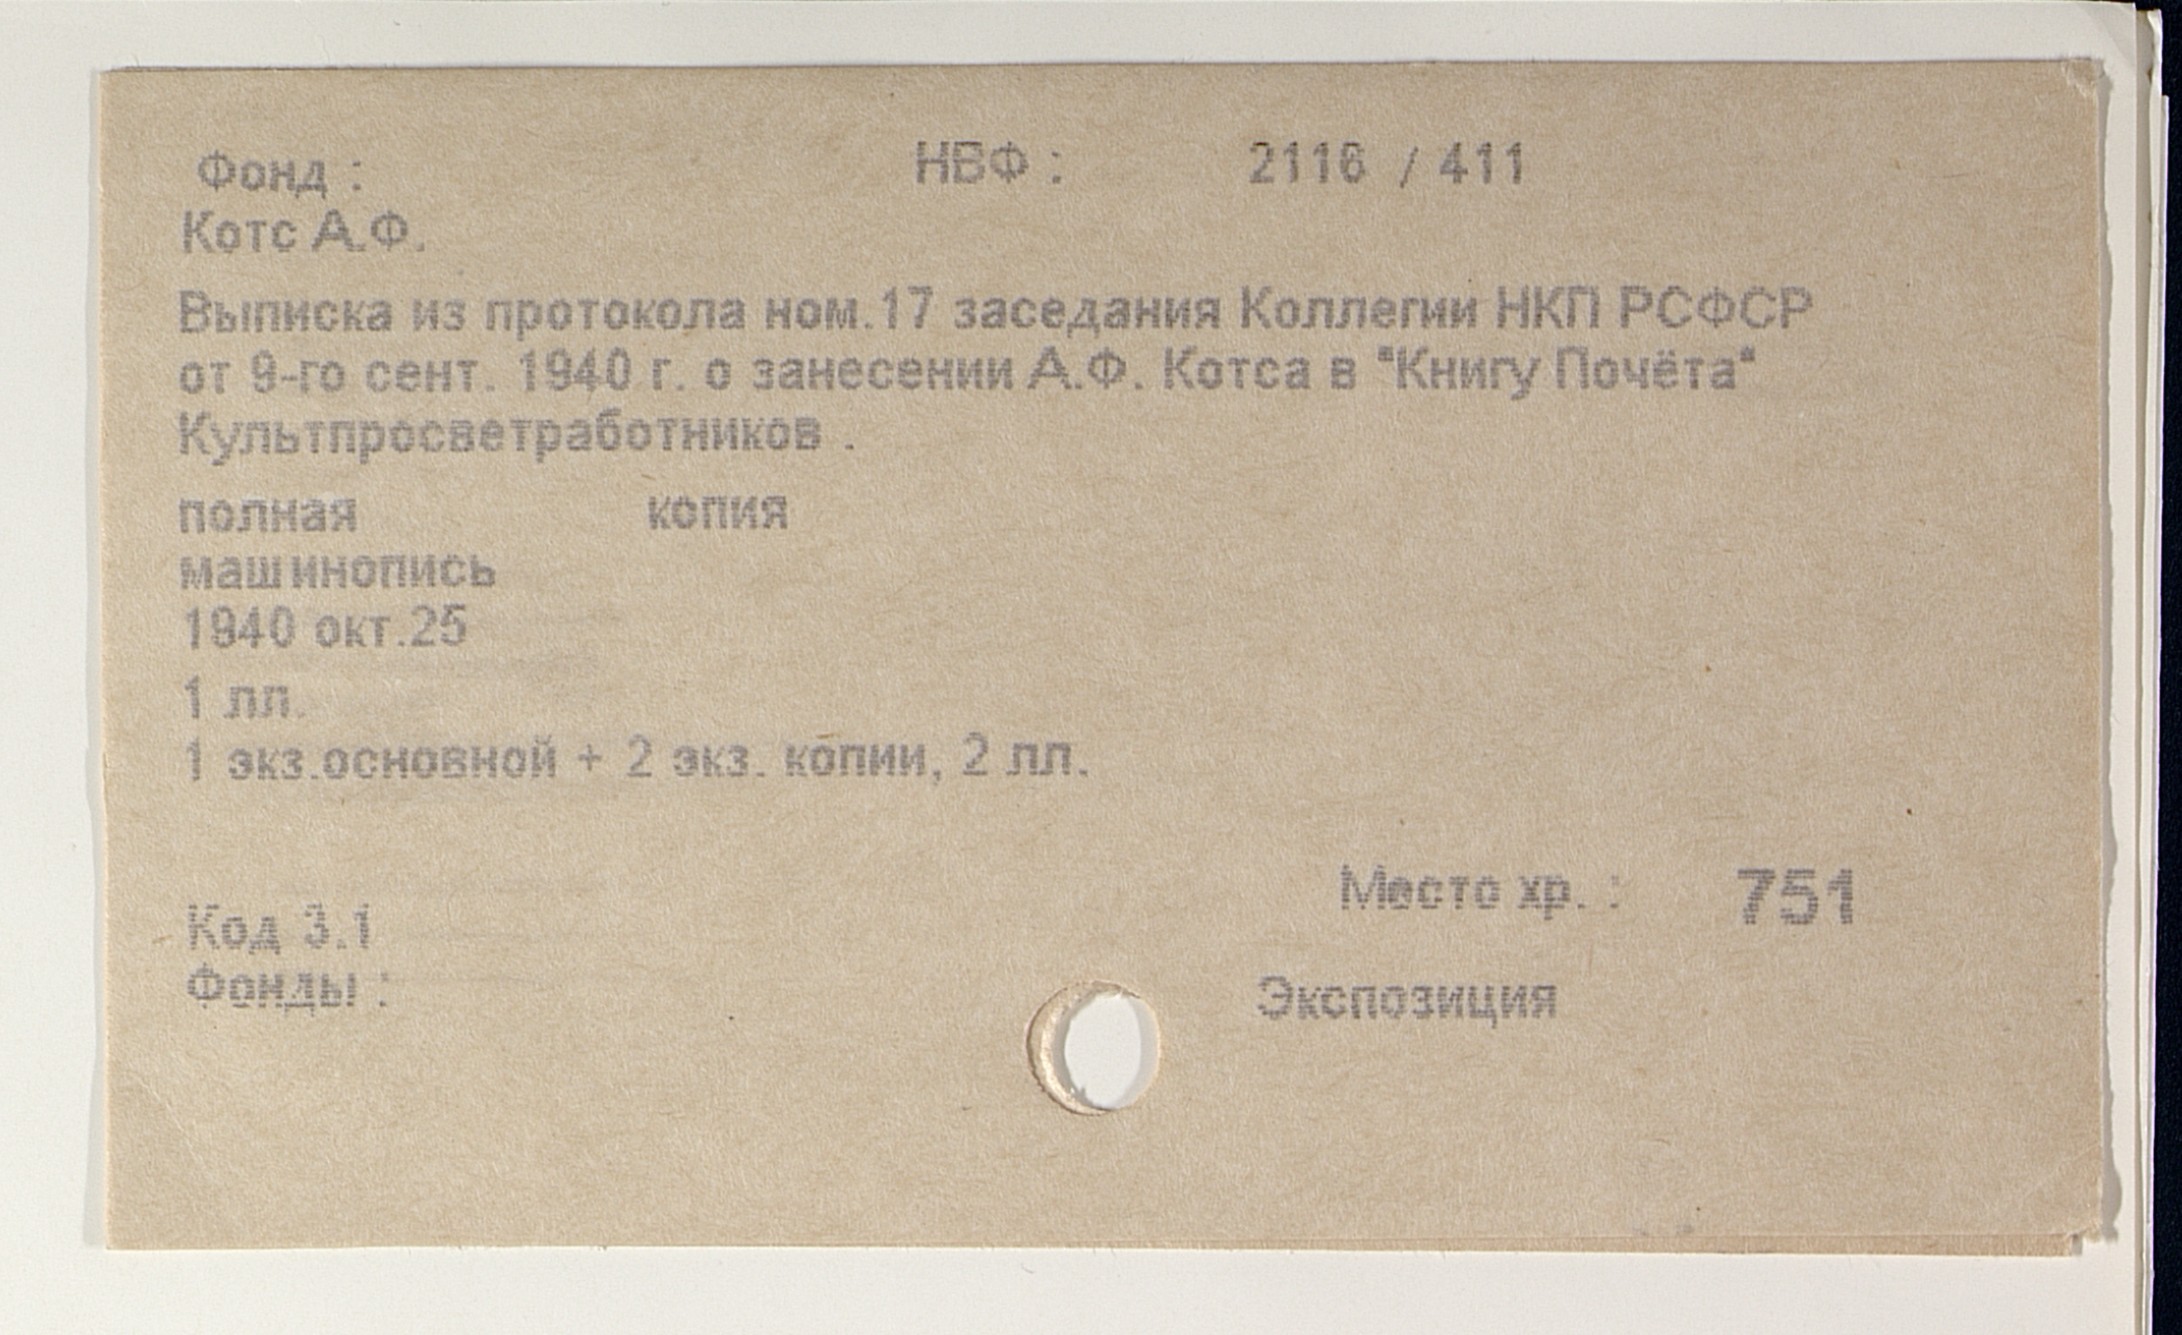 Фонд : НВФ : 2116 / 411
Котс А.Ф.
Выписка из протокола ном.17 заседания Коллегии НКП РСФСР
от 9-го сент. 1940 г. о занесении А.Ф. Котса в "Книгу Почёта"
Культпросветработников .
полная копия
машинопись
1940 окт.25
1 лл.
1 экз.основной + 2 экз. копии, 2 лл.
Место хр. : 751
Код 3.1
Фонды : Экспозиция